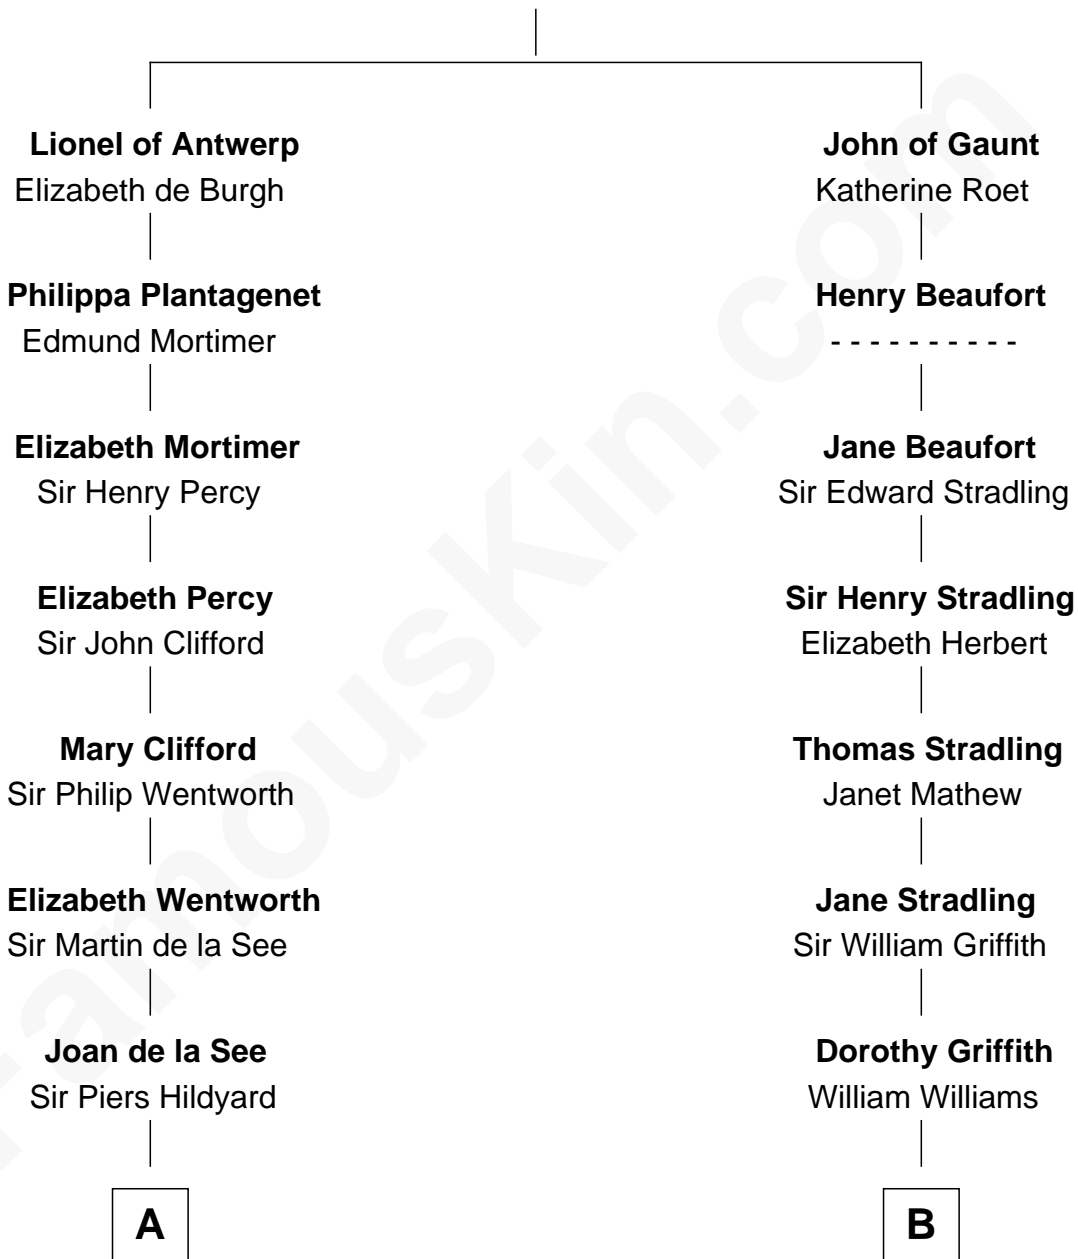 Lionel of Antwerp
Elizabeth de Burgh
Philippa Plantagenet
Edmund Mortimer
Elizabeth Mortimer
Sir Henry Percy
Elizabeth Percy
Sir John Clifford
Mary Clifford
Sir Philip Wentworth
Elizabeth Wentworth
Sir Martin de la See
Joan de la See
Sir Piers Hildyard
A
John of Gaunt
Katherine Roet
Henry Beaufort
- - - - - - - - - -
Jane Beaufort
Sir Edward Stradling
Sir Henry Stradling
Elizabeth Herbert
Thomas Stradling
Janet Mathew
Jane Stradling
Sir William Griffith
Dorothy Griffith
William Williams
B
FamousKin.com